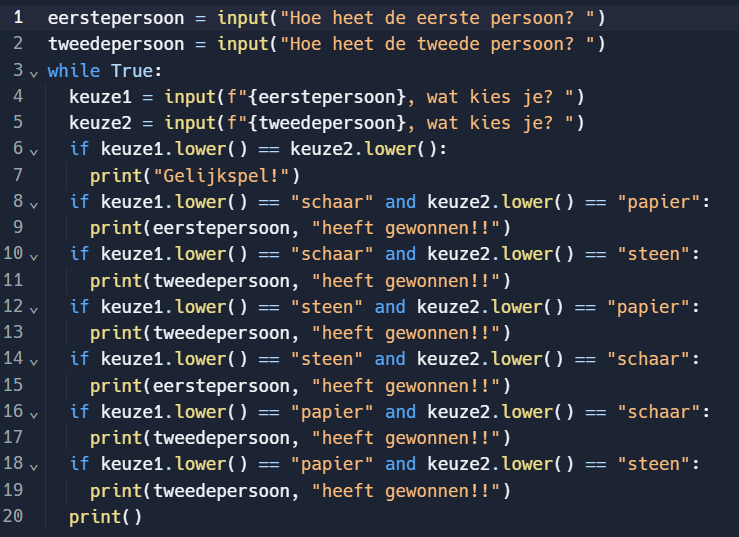 1 eerstepersoon = input("Hoe heet de eerste persoon? ")
2 tweedepersoon = input("Hoe heet de tweede persoon? ")
3 while True:
4   keuze1 = input(f"{eerstepersoon}, wat kies je? ")
5   keuze2 = input(f"{tweedepersoon}, wat kies je? ")
6   if keuze1.lower() == keuze2.lower():
7     print("Gelijkspel!")
8   if keuze1.lower() == "schaar" and keuze2.lower() == "papier":
9     print(eerstepersoon, "heeft gewonnen!!")
10   if keuze1.lower() == "schaar" and keuze2.lower() == "steen":
11     print(tweedepersoon, "heeft gewonnen!!")
12   if keuze1.lower() == "steen" and keuze2.lower() == "papier":
13     print(tweedepersoon, "heeft gewonnen!!")
14   if keuze1.lower() == "steen" and keuze2.lower() == "schaar":
15     print(eerstepersoon, "heeft gewonnen!!")
16   if keuze1.lower() == "papier" and keuze2.lower() == "schaar":
17     print(tweedepersoon, "heeft gewonnen!!")
18   if keuze1.lower() == "papier" and keuze2.lower() == "steen":
19     print(tweedepersoon, "heeft gewonnen!!")
20   print()